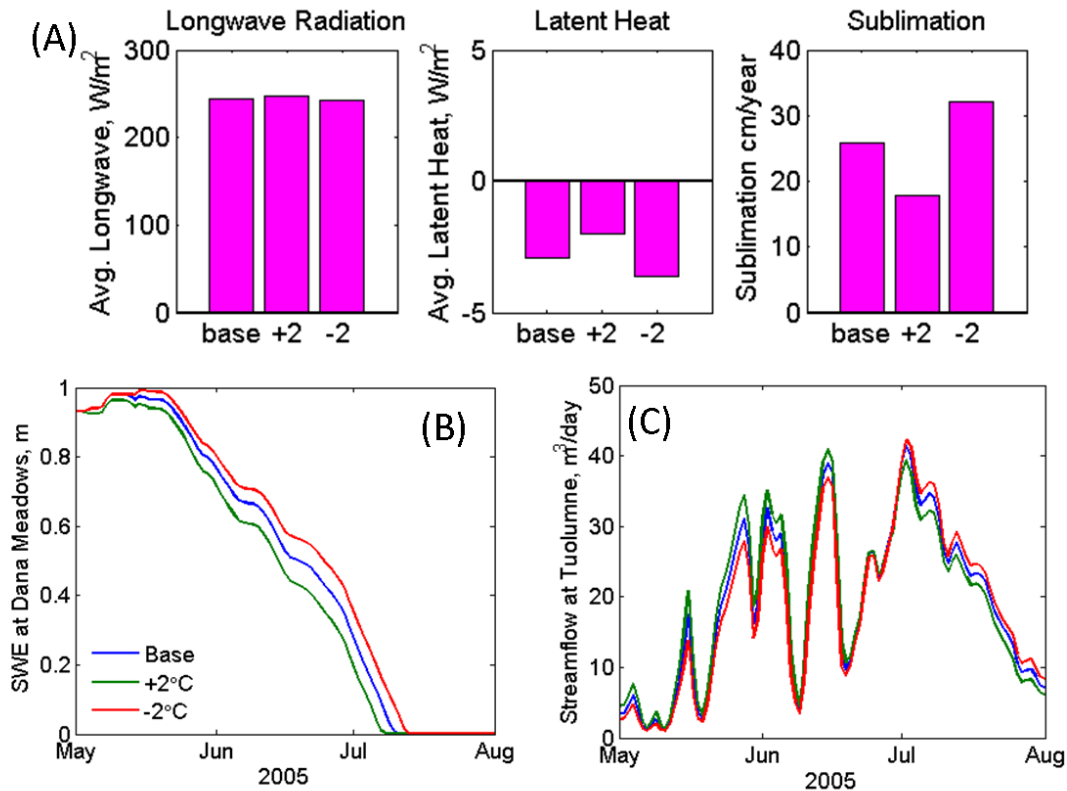 (A)
Longwave Radiation
Avg. Longwave, W/m²
300
200
100
0
base +2 -2
Latent Heat
Avg. Latent Heat, W/m²
5
0
-5
base +2 -2
Sublimation
Sublimation cm/year
40
30
20
10
0
base +2 -2
(B)
SWE at Dana Meadows, m
1
0.8
0.6
0.4
0.2
0
Base
+2°C
-2°C
May Jun Jul Aug
2005
(C)
Streamflow at Tuolumne, m³/day
50
40
30
20
10
0
May Jun Jul Aug
2005